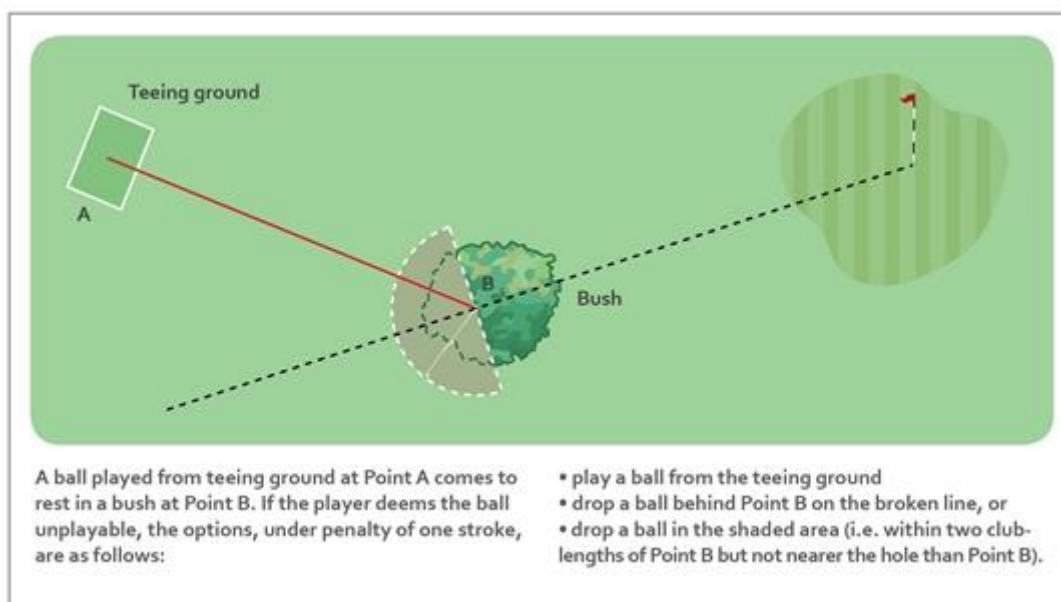 Teeing ground
A
B
Bush
A ball played from teeing ground at Point A comes to
rest in a bush at Point B. If the player deems the ball
unplayable, the options, under penalty of one stroke,
are as follows:
• play a ball from the teeing ground
• drop a ball behind Point B on the broken line, or
• drop a ball in the shaded area (i.e. within two club-
lengths of Point B but not nearer the hole than Point B).